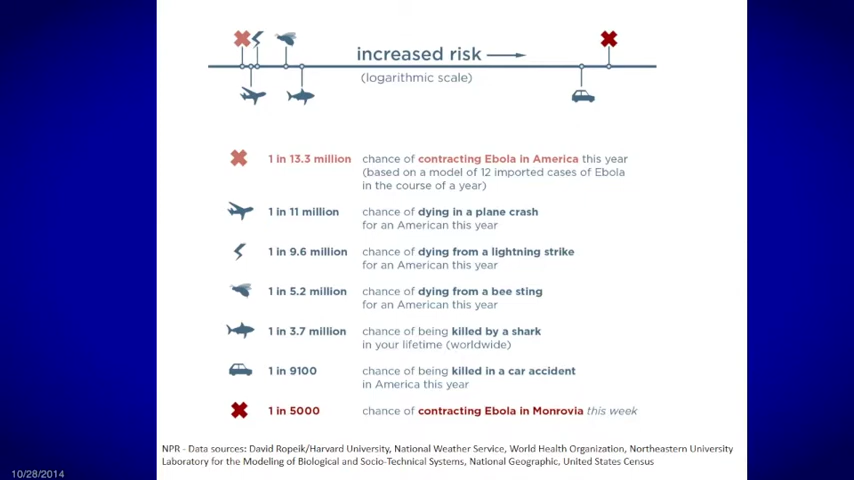 increased risk
(logarithmic scale)
1 in 13.3 million chance of contracting Ebola in America this year
(based on a model of 12 imported cases of Ebola
in the course of a year)
1 in 11 million chance of dying in a plane crash
for an American this year
1 in 9.6 million chance of dying from a lightning strike
for an American this year
1 in 5.2 million chance of dying from a bee sting
for an American this year
1 in 3.7 million chance of being killed by a shark
in your lifetime (worldwide)
1 in 9100 chance of being killed in a car accident
in America this year
1 in 5000 chance of contracting Ebola in Monrovia this week
NPR - Data sources: David Ropeik/Harvard University, National Weather Service, World Health Organization, Northeastern University
Laboratory for the Modeling of Biological and Socio-Technical Systems, National Geographic, United States Census
10/28/2014